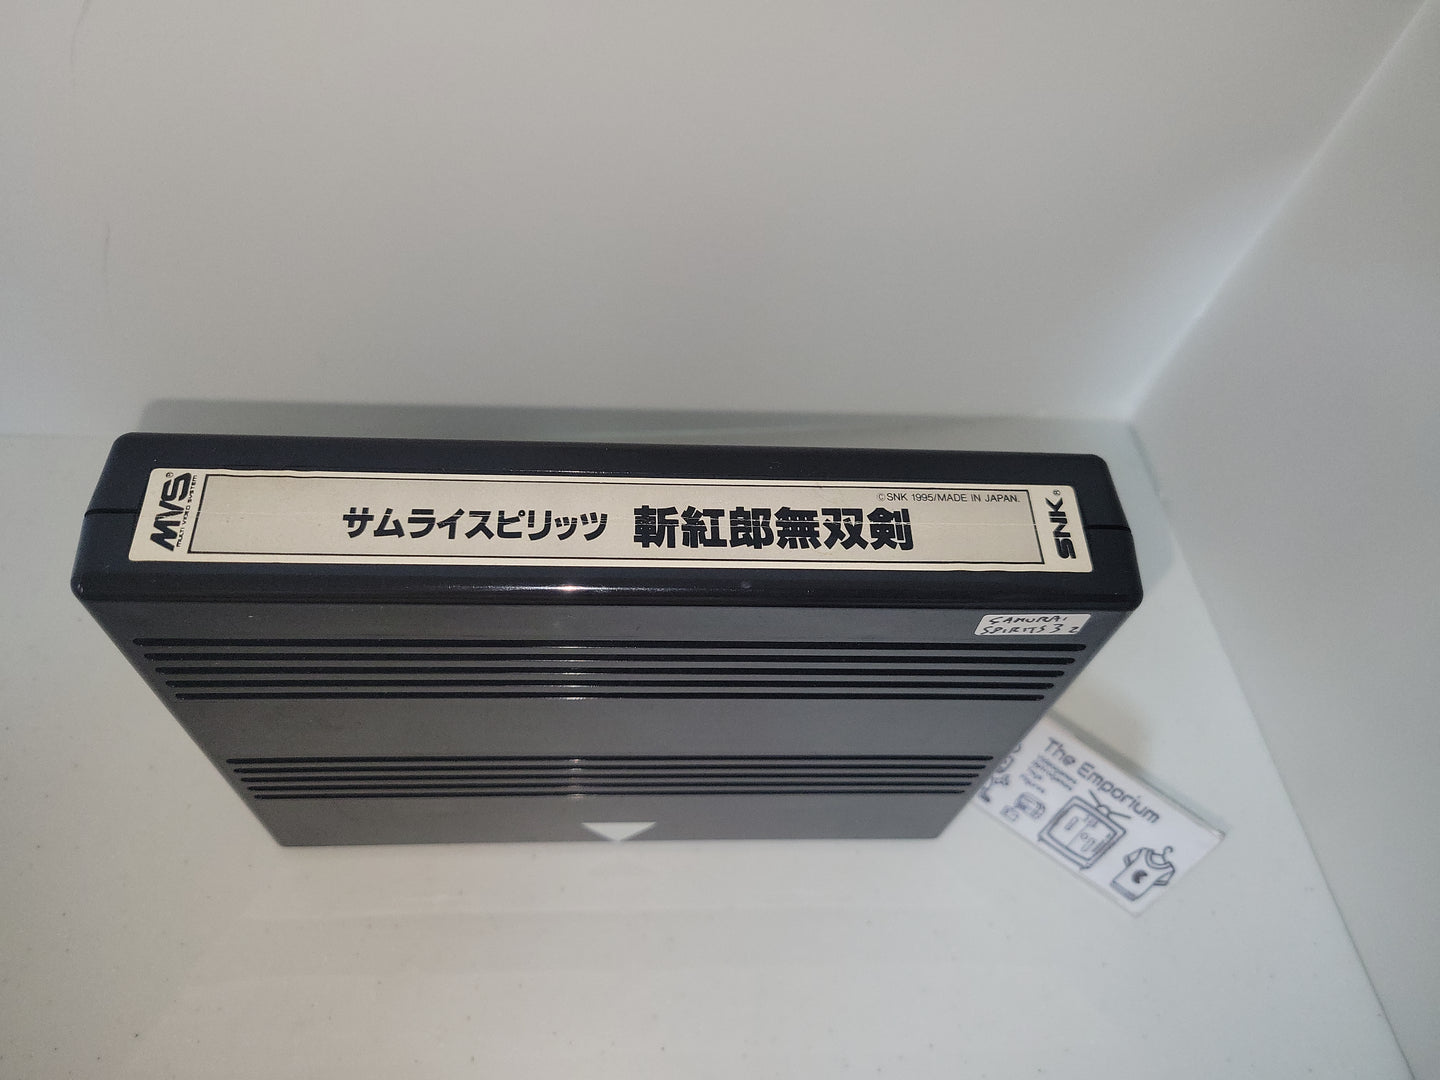 MVS®
MULTI VIDEO SYSTEM
サムライスピリッツ 斬紅郎無双剣
©SNK 1995/MADE IN JAPAN.
SNK®
SAMURAI
SPIRITS 3 2
The Emporium